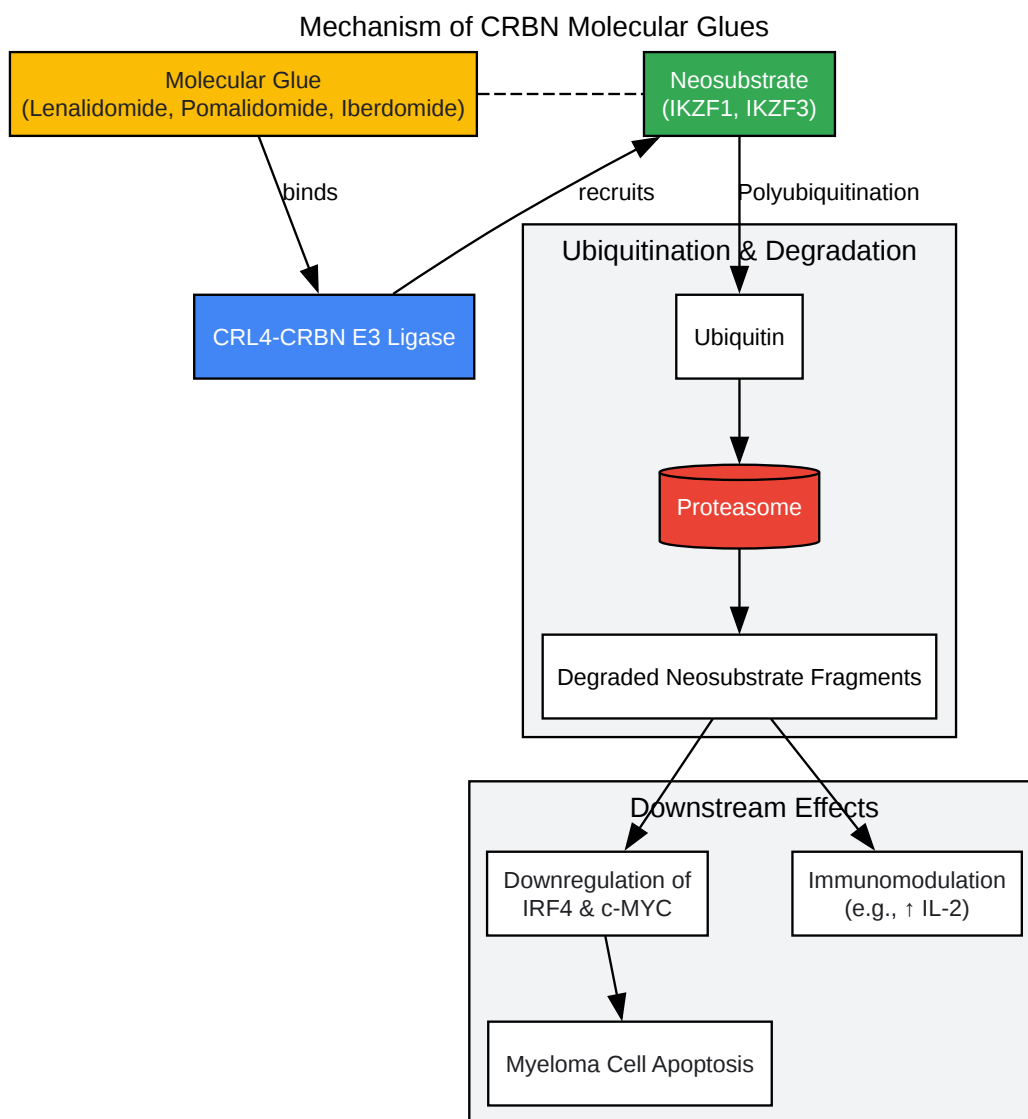 Mechanism of CRBN Molecular Glues
Molecular Glue
(Lenalidomide, Pomalidomide, Iberdomide)
Neosubstrate
(IKZF1, IKZF3)
binds
recruits
Polyubiquitination
Ubiquitination & Degradation
CRL4-CRBN E3 Ligase
Ubiquitin
Proteasome
Degraded Neosubstrate Fragments
Downstream Effects
Downregulation of
IRF4 & c-MYC
Immunomodulation
(e.g., ↑ IL-2)
Myeloma Cell Apoptosis